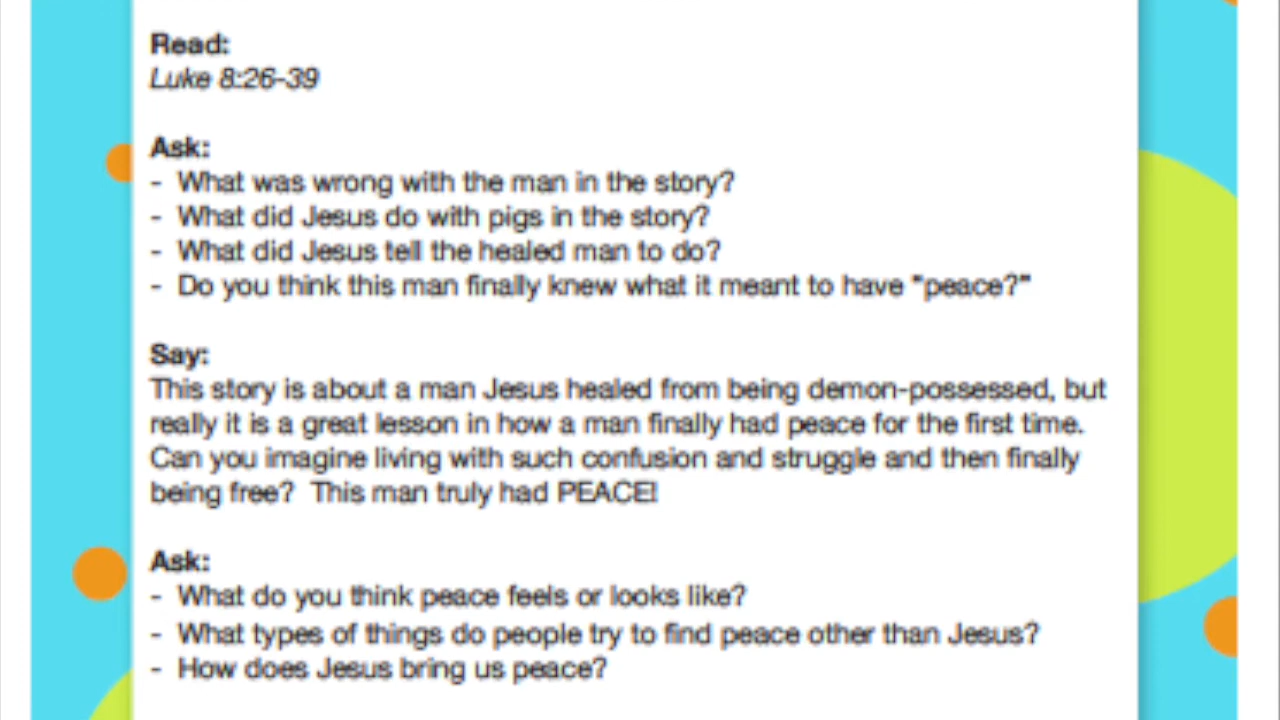 Read:
Luke 8:26-39
Ask:
- What was wrong with the man in the story?
- What did Jesus do with pigs in the story?
- What did Jesus tell the healed man to do?
- Do you think this man finally knew what it meant to have "peace?"
Say:
This story is about a man Jesus healed from being demon-possessed, but
really it is a great lesson in how a man finally had peace for the first time.
Can you imagine living with such confusion and struggle and then finally
being free?  This man truly had PEACE!
Ask:
- What do you think peace feels or looks like?
- What types of things do people try to find peace other than Jesus?
- How does Jesus bring us peace?